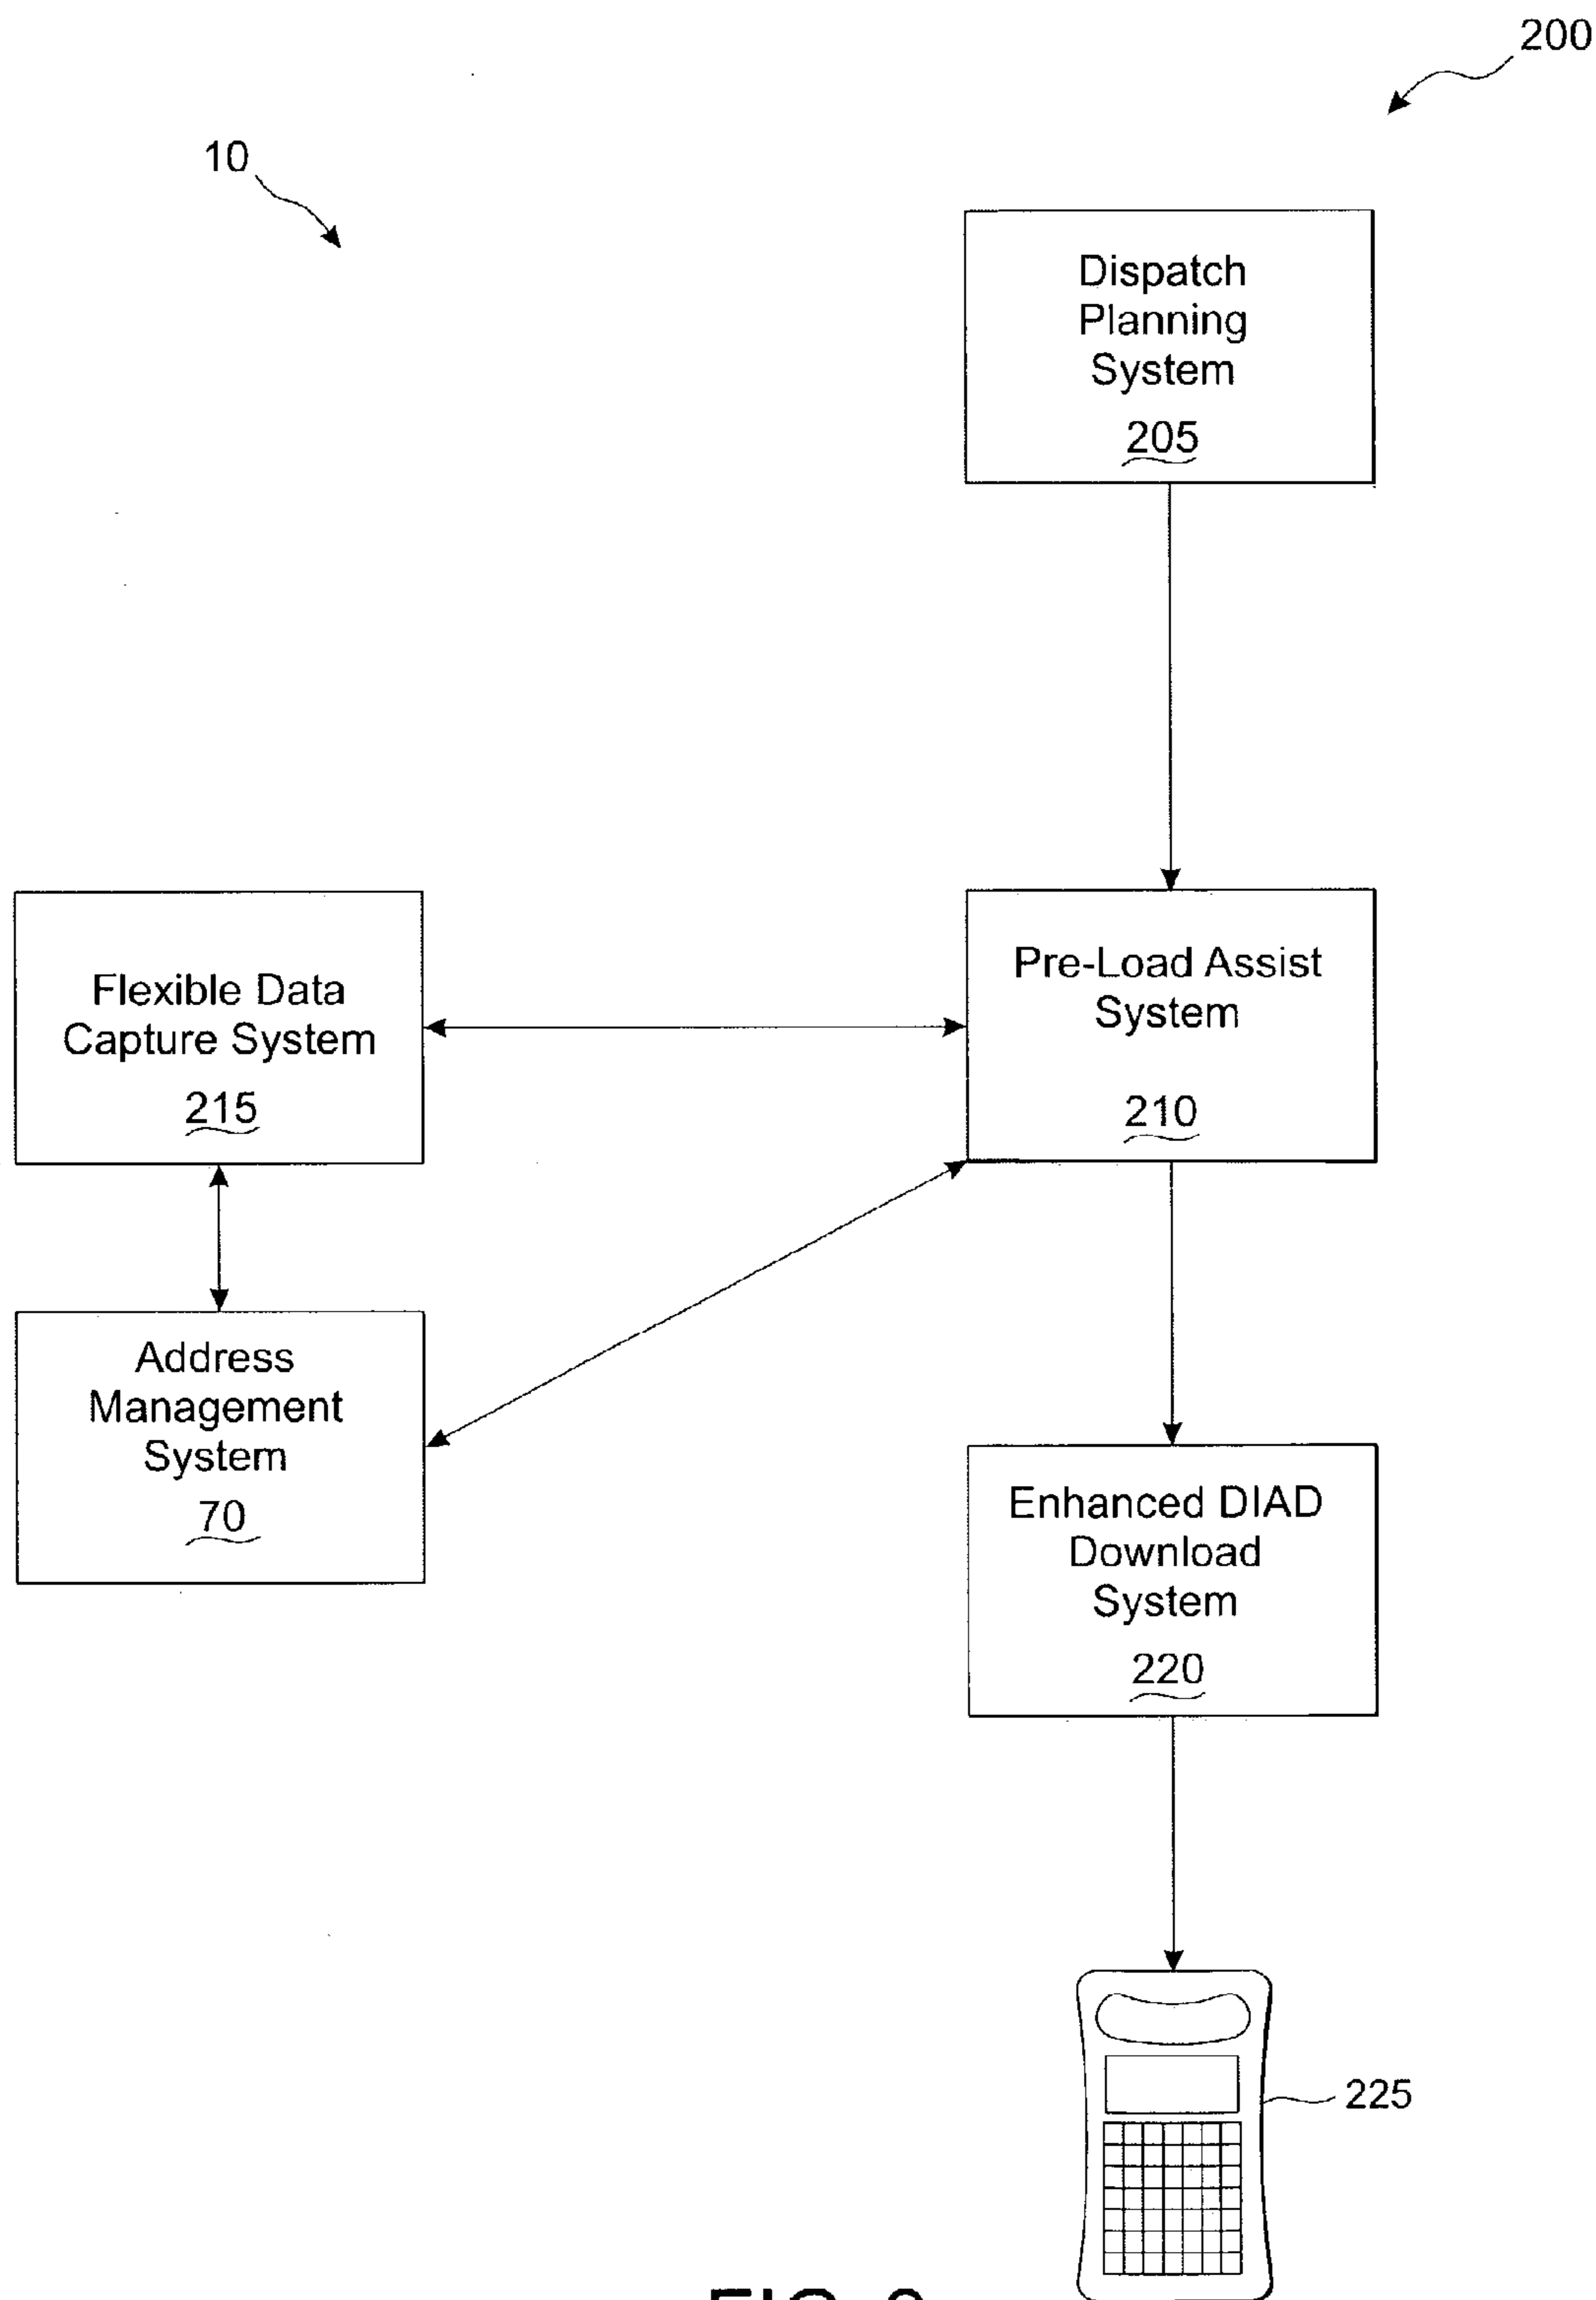 200
10
Dispatch
Planning
System
205
Flexible Data
Capture System
215
Pre-Load Assist
System
210
Address
Management
System
70
Enhanced DIAD
Download
System
220
225